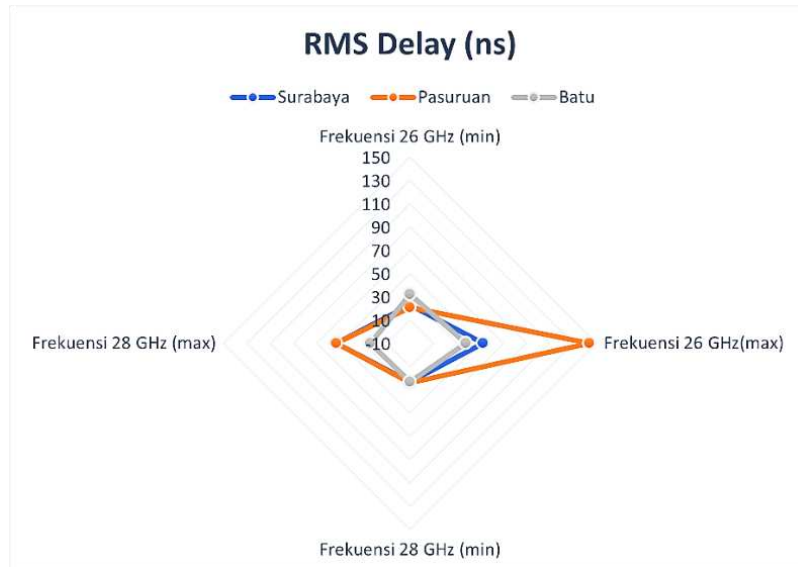 RMS Delay (ns)
Surabaya Pasuruan Batu
Frekuensi 26 GHz (min)
150
130
110
90
70
50
30
10
-10
Frekuensi 28 GHz (max)
Frekuensi 26 GHz(max)
Frekuensi 28 GHz (min)